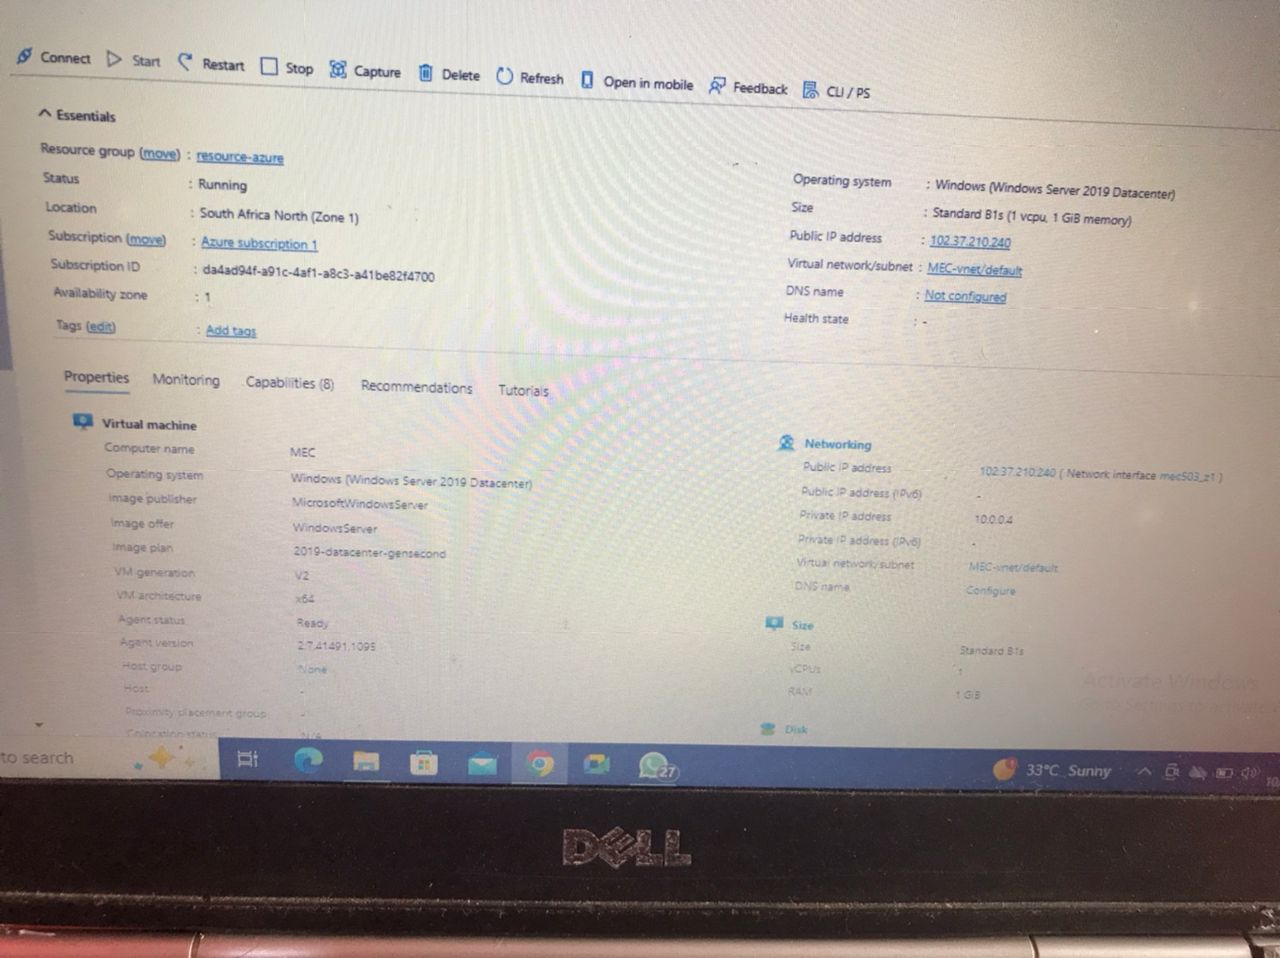 Connect Start Restart Stop Capture Delete Refresh Open in mobile Feedback CLI / PS
Essentials
Resource group (move) : resource-azure
Status : Running
Location : South Africa North (Zone 1)
Subscription (move) : Azure subscription 1
Subscription ID : da4ad94f-a91c-4af1-a8c3-a41be82f4700
Availability zone : 1
Tags (edit) : Add tags
Operating system : Windows (Windows Server 2019 Datacenter)
Size : Standard B1s (1 vcpu, 1 GiB memory)
Public IP address : 102.37.210.240
Virtual network/subnet : MEC-vnet/default
DNS name : Not configured
Health state : -
Properties Monitoring Capabilities (8) Recommendations Tutorials
Virtual machine
Computer name MEC
Operating system Windows (Windows Server 2019 Datacenter)
Image publisher MicrosoftWindowsServer
Image offer WindowsServer
Image plan 2019-datacenter-gensecond
VM generation V2
VM architecture x64
Agent status Ready
Agent version 2.7.41491.1095
Host group None
Host -
Proximity placement group -
Colocation status N/A
Networking
Public IP address 102.37.210.240 ( Network interface mec503_z1 )
Public IP address (IPv6) -
Private IP address 10.0.0.4
Private IP address (IPv6) -
Virtual network/subnet MEC-vnet/default
DNS name Configure
Size
Size Standard B1s
vCPUs 1
RAM 1 GiB
Disk
Activate Windows
to search
27
33°C Sunny
DELL